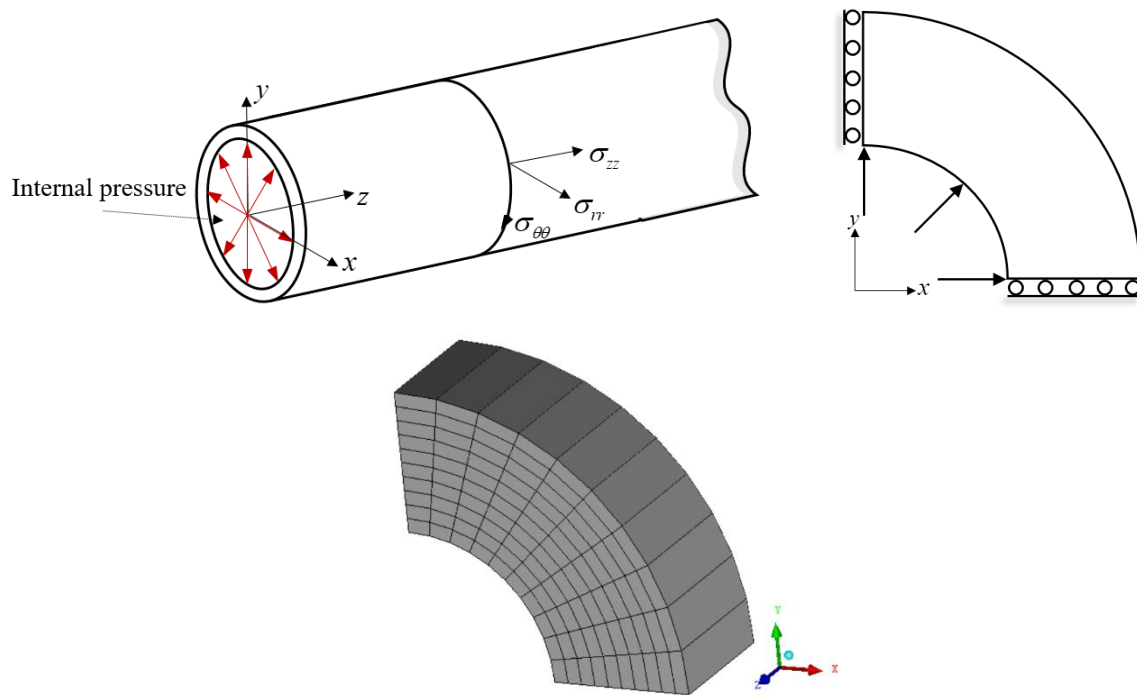 y
Internal pressure
z
σzz
σrr
σθθ
x
y
x
Y
X
Z